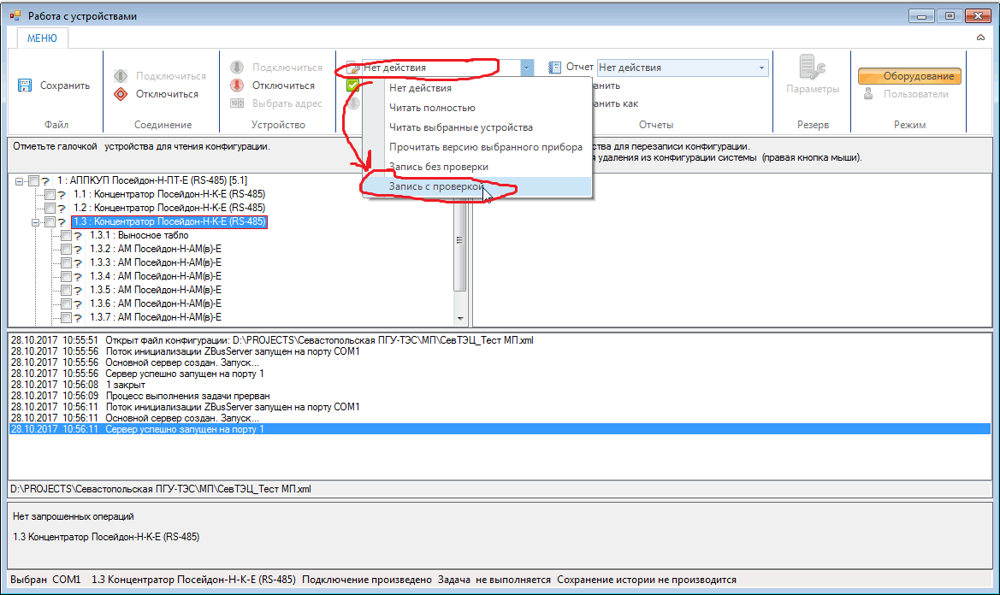 Работа с устройствами
МЕНЮ
Сохранить
Файл
Подключиться
Отключиться
Соединение
Подключиться
Отключиться
Выбрать адрес
Устройство
Нет действия
Нет действия
Читать полностью
Читать выбранные устройства
Прочитать версию выбранного прибора
Запись без проверки
Запись с проверкой
Отчет Нет действия
анить
анить как
Отчеты
Параметры
Резерв
Оборудование
Пользователи
Режим
Отметьте галочкой устройства для чтения конфигурации.
ства для перезаписи конфигурации.
я удаления из конфигурации системы (правая кнопка мыши).
1 : АППКУП Посейдон-Н-ПТ-Е (RS-485) [5.1]
1.1 : Концентратор Посейдон-Н-К-Е (RS-485)
1.2 : Концентратор Посейдон-Н-К-Е (RS-485)
1.3 : Концентратор Посейдон-Н-К-Е (RS-485)
1.3.1 : Выносное табло
1.3.2 : АМ Посейдон-Н-АМ(в)-Е
1.3.3 : АМ Посейдон-Н-АМ(в)-Е
1.3.4 : АМ Посейдон-Н-АМ(в)-Е
1.3.5 : АМ Посейдон-Н-АМ(в)-Е
1.3.6 : АМ Посейдон-Н-АМ(в)-Е
1.3.7 : АМ Посейдон-Н-АМ(в)-Е
28.10.2017 10:55:51 Открыт файл конфигурации: D:\PROJECTS\Севастопольская ПГУ-ТЭС\МП\СевТЭЦ_Тест МП.xml
28.10.2017 10:55:56 Поток инициализации ZBusServer запущен на порту COM1
28.10.2017 10:55:56 Основной сервер создан. Запуск...
28.10.2017 10:55:56 Сервер успешно запущен на порту 1
28.10.2017 10:56:08 1 закрыт
28.10.2017 10:56:09 Процесс выполнения задачи прерван
28.10.2017 10:56:11 Поток инициализации ZBusServer запущен на порту COM1
28.10.2017 10:56:11 Основной сервер создан. Запуск...
28.10.2017 10:56:11 Сервер успешно запущен на порту 1
D:\PROJECTS\Севастопольская ПГУ-ТЭС\МП\СевТЭЦ_Тест МП.xml
Нет запрошенных операций
1.3 Концентратор Посейдон-Н-К-Е (RS-485)
Выбран COM1 1.3 Концентратор Посейдон-Н-К-Е (RS-485) Подключение произведено Задача не выполняется Сохранение истории не производится